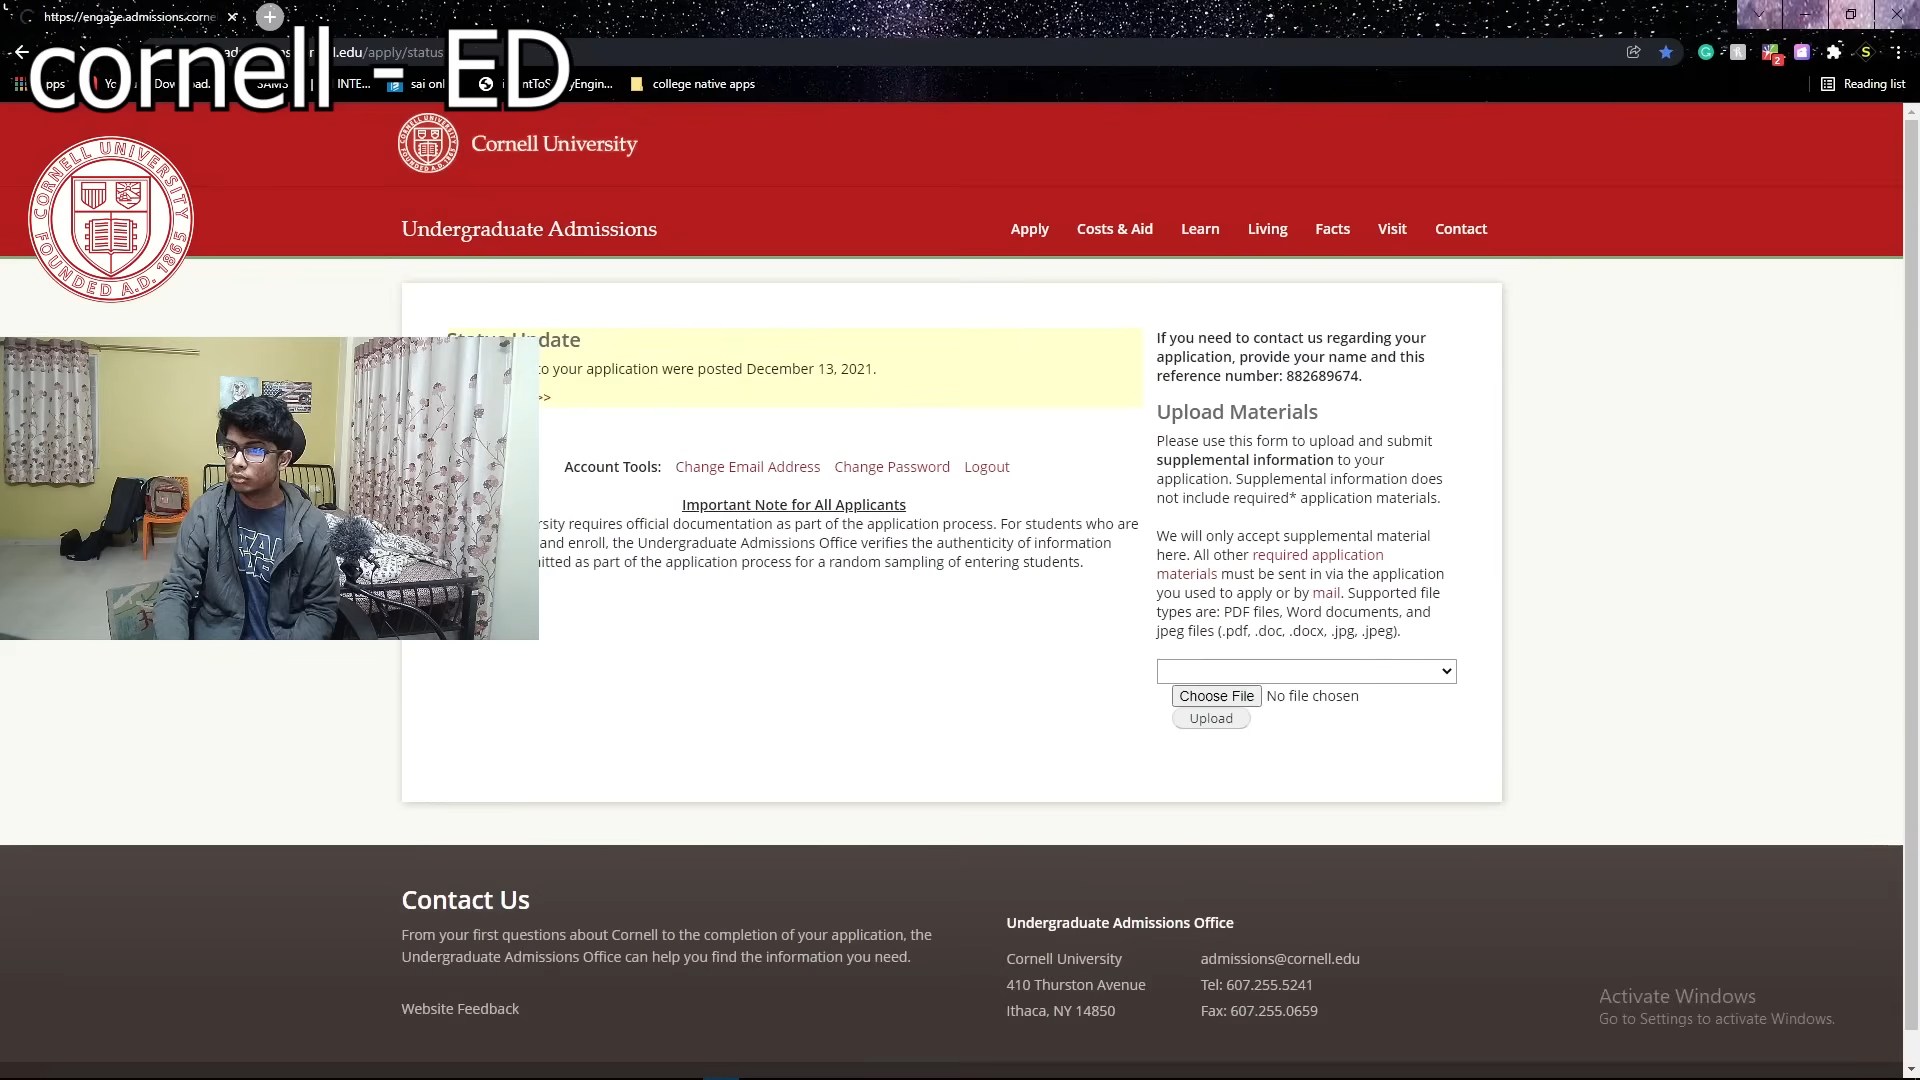 https://engage.admissions.corne
cornell - ED
l.edu/apply/status
INTE...
sai onl
college native apps
Reading list
2
S
CORNELL UNIVERSITY
FOUNDED A.D. 1865
Cornell University
Undergraduate Admissions
Apply
Costs & Aid
Learn
Living
Facts
Visit
Contact
Status Update
to your application were posted December 13, 2021.
>>
Account Tools: Change Email Address Change Password Logout
Important Note for All Applicants
rsity requires official documentation as part of the application process. For students who are
and enroll, the Undergraduate Admissions Office verifies the authenticity of information
itted as part of the application process for a random sampling of entering students.
If you need to contact us regarding your
application, provide your name and this
reference number: 882689674.
Upload Materials
Please use this form to upload and submit
supplemental information to your
application. Supplemental information does
not include required* application materials.
We will only accept supplemental material
here. All other required application
materials must be sent in via the application
you used to apply or by mail. Supported file
types are: PDF files, Word documents, and
jpeg files (.pdf, .doc, .docx, .jpg, .jpeg).
Choose File No file chosen
Upload
Contact Us
From your first questions about Cornell to the completion of your application, the
Undergraduate Admissions Office can help you find the information you need.
Website Feedback
Undergraduate Admissions Office
Cornell University
410 Thurston Avenue
Ithaca, NY 14850
admissions@cornell.edu
Tel: 607.255.5241
Fax: 607.255.0659
Activate Windows
Go to Settings to activate Windows.